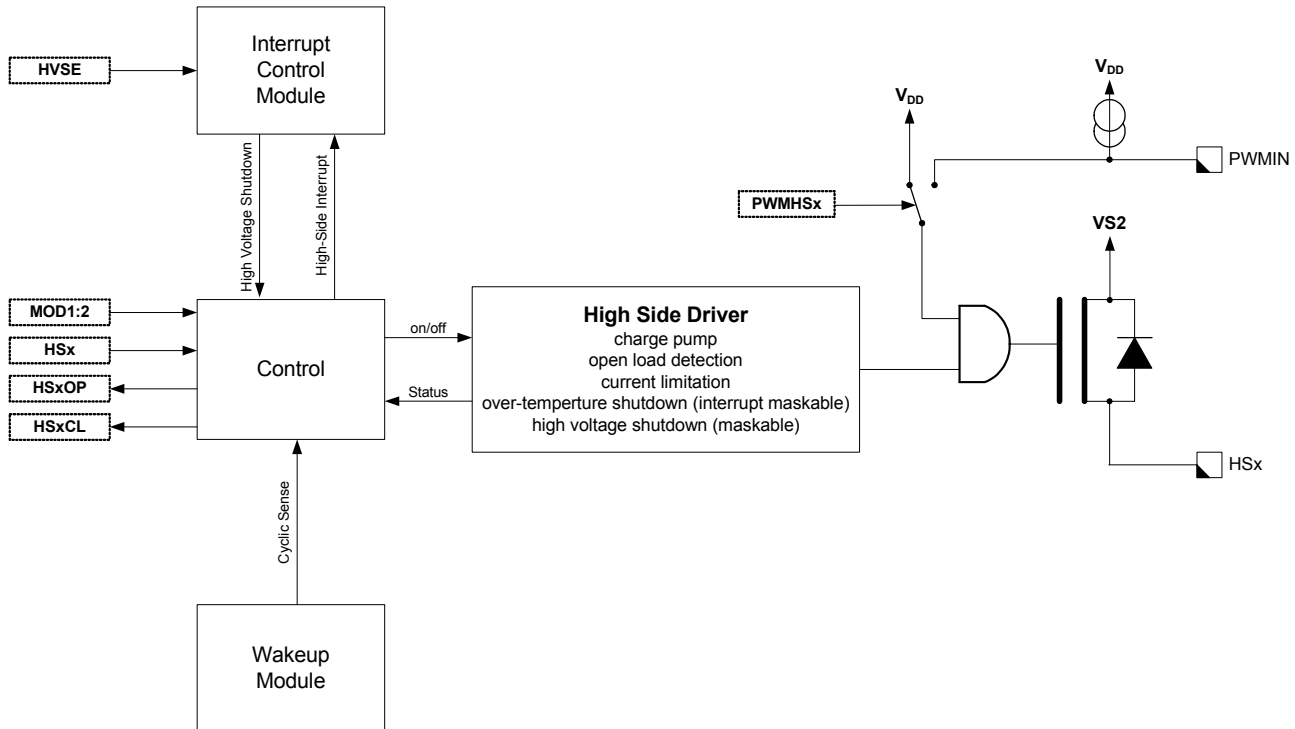 Interrupt
Control
Module
HVSE
High Voltage Shutdown
High-Side Interrupt
VDD
VDD
PWMIN
PWMHSx
VS2
MOD1:2
HSx
HSxOP
HSxCL
Control
on/off
Status
High Side Driver
charge pump
open load detection
current limitation
over-temperture shutdown (interrupt maskable)
high voltage shutdown (maskable)
HSx
Cyclic Sense
Wakeup
Module